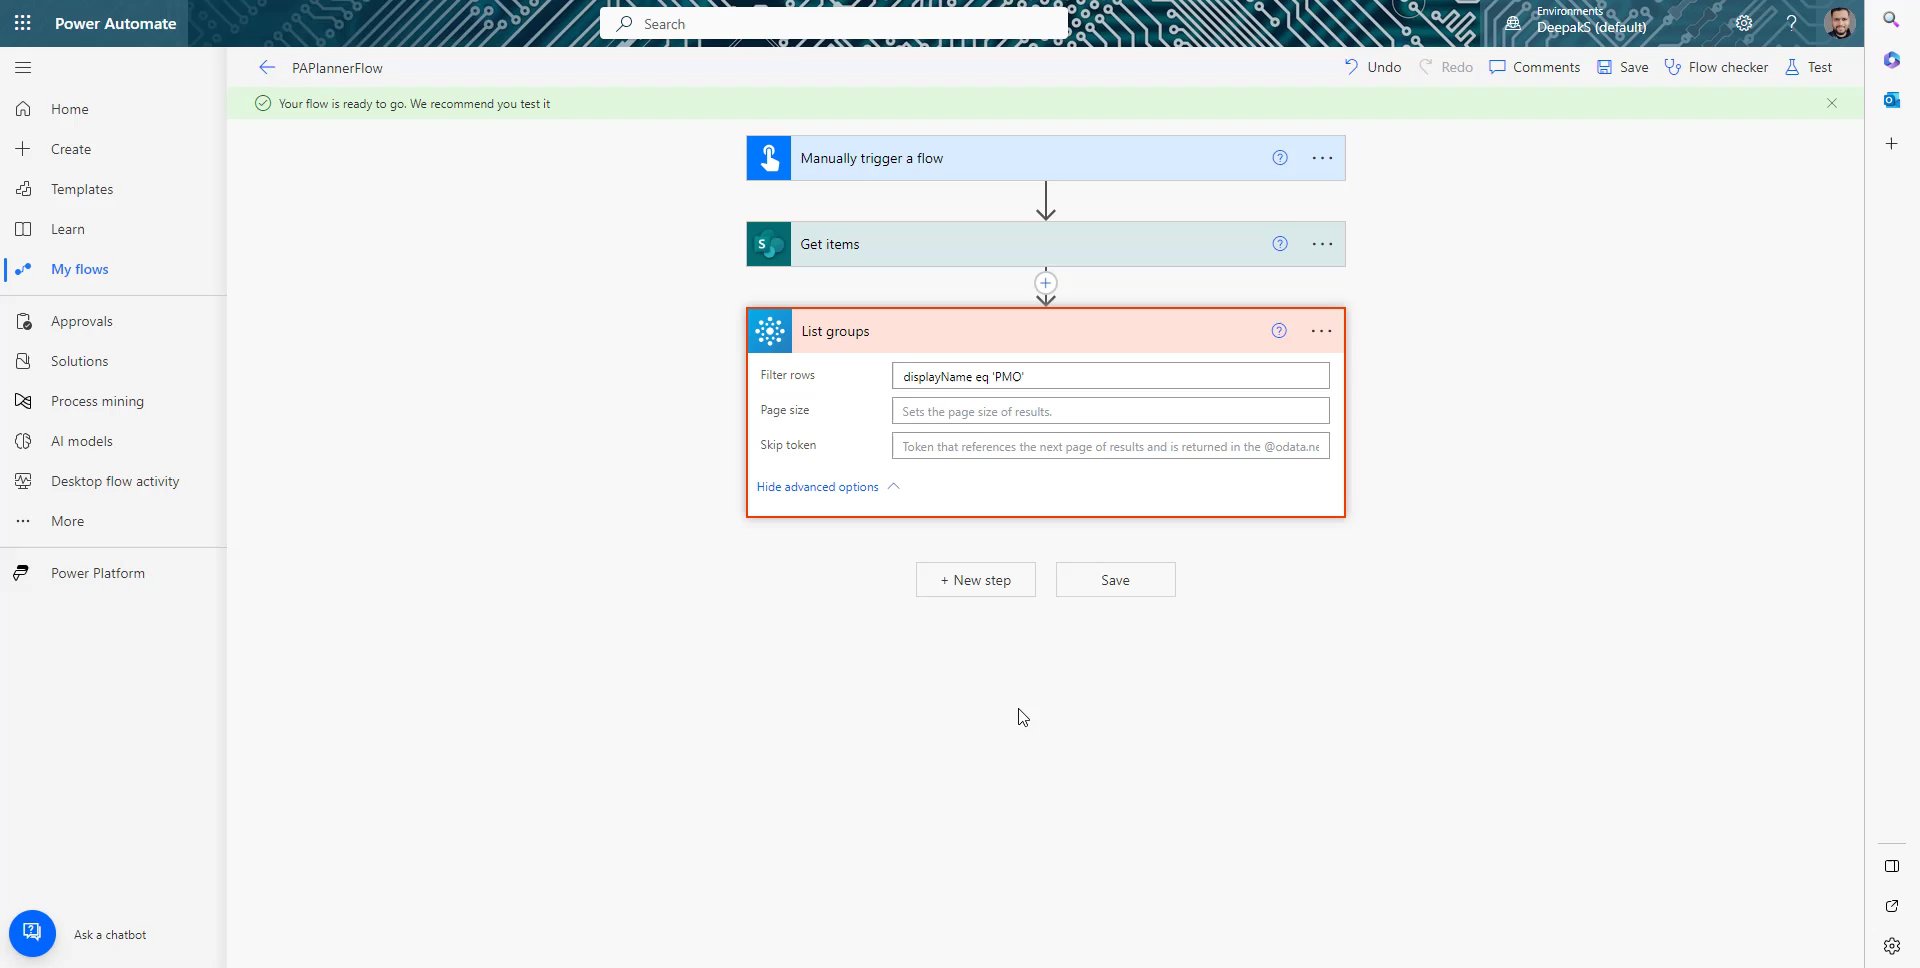 Power Automate
Search
Environments
DeepakS (default)
PAPlannerFlow
Undo
Redo
Comments
Save
Flow checker
Test
Your flow is ready to go. We recommend you test it
Home
Create
Templates
Learn
My flows
Approvals
Solutions
Process mining
AI models
Desktop flow activity
More
Power Platform
Ask a chatbot
Manually trigger a flow
S
Get items
List groups
Filter rows
displayName eq 'PMO'
Page size
Sets the page size of results.
Skip token
Token that references the next page of results and is returned in the @odata.ne
Hide advanced options
+ New step
Save